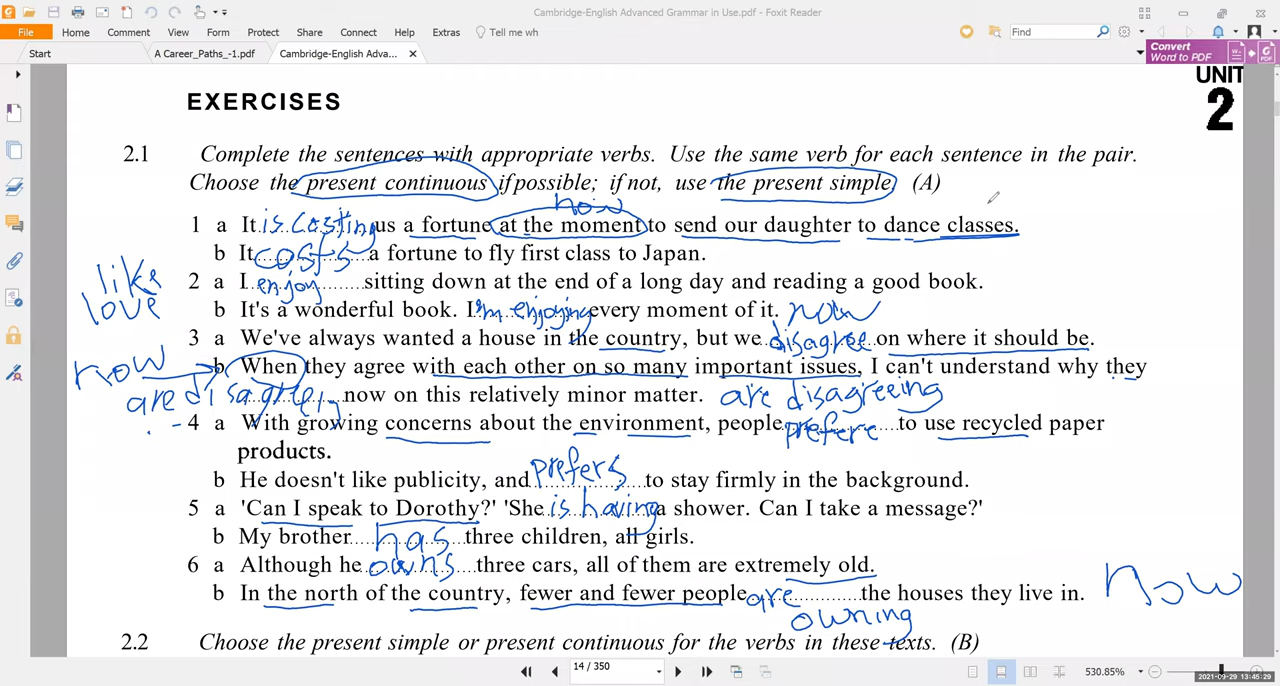 Cambridge-English Advanced Grammar in Use.pdf - Foxit Reader
File Home Comment View Form Protect Share Connect Help Extras Tell me wh Find
Start A Career_Paths_-1.pdf Cambridge-English Adva...
Convert
Word to PDF
UNIT
2
EXERCISES
2.1 Complete the sentences with appropriate verbs. Use the same verb for each sentence in the pair.
Choose the present continuous if possible; if not, use the present simple. (A)
now
1 a It is costing us a fortune at the moment to send our daughter to dance classes.
b It costs a fortune to fly first class to Japan.
like
love
2 a I enjoy sitting down at the end of a long day and reading a good book.
b It's a wonderful book. I'm enjoying every moment of it. now
3 a We've always wanted a house in the country, but we disagree on where it should be.
now
b When they agree with each other on so many important issues, I can't understand why they
are disagreeing now on this relatively minor matter. are disagreeing
4 a With growing concerns about the environment, people prefere to use recycled paper
products.
b He doesn't like publicity, and prefers to stay firmly in the background.
5 a 'Can I speak to Dorothy?' 'She is having a shower. Can I take a message?'
b My brother has three children, all girls.
6 a Although he owns three cars, all of them are extremely old.
b In the north of the country, fewer and fewer people are owning the houses they live in. now
2.2 Choose the present simple or present continuous for the verbs in these texts. (B)
14 / 350 530.85%
2021-09-29 13:45:29